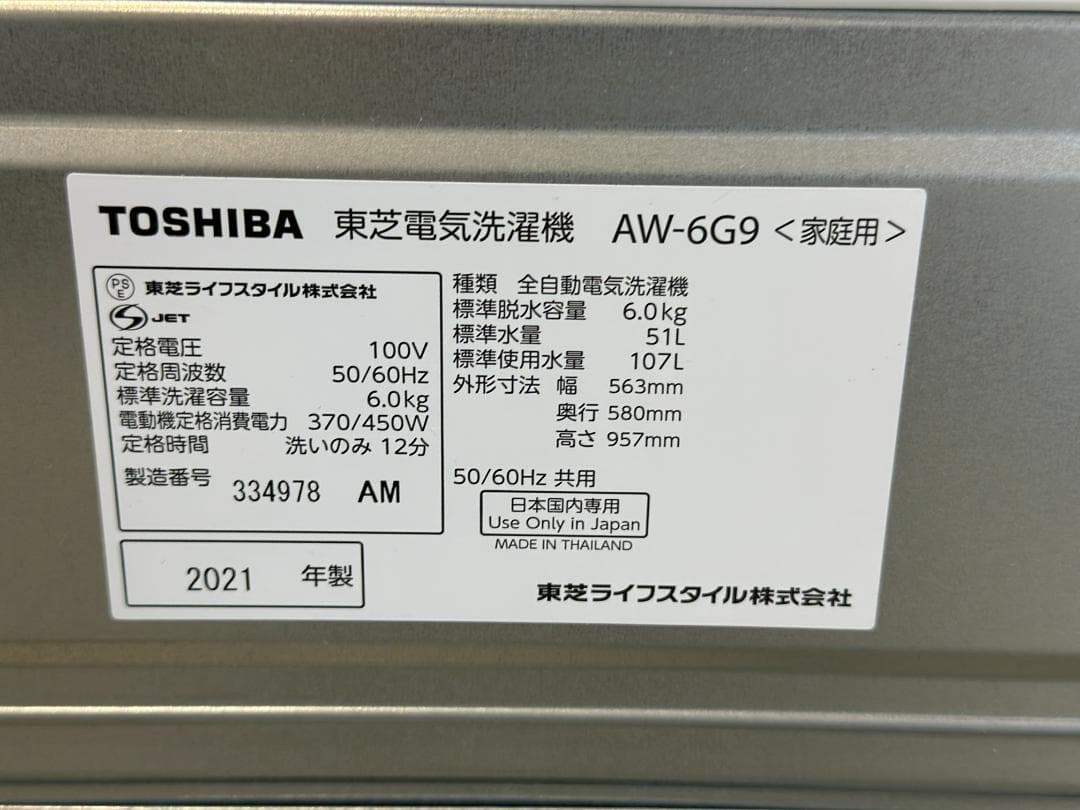 TOSHIBA 東芝電気洗濯機 AW-6G9 <家庭用>
PS E 東芝ライフスタイル株式会社
S JET
定格電圧 100V
定格周波数 50/60Hz
標準洗濯容量 6.0kg
電動機定格消費電力 370/450W
定格時間 洗いのみ 12分
製造番号 334978 AM
2021 年製
種類 全自動電気洗濯機
標準脱水容量 6.0kg
標準水量 51L
標準使用水量 107L
外形寸法 幅 563mm
奥行 580mm
高さ 957mm
50/60Hz 共用
日本国内専用
Use Only in Japan
MADE IN THAILAND
東芝ライフスタイル株式会社